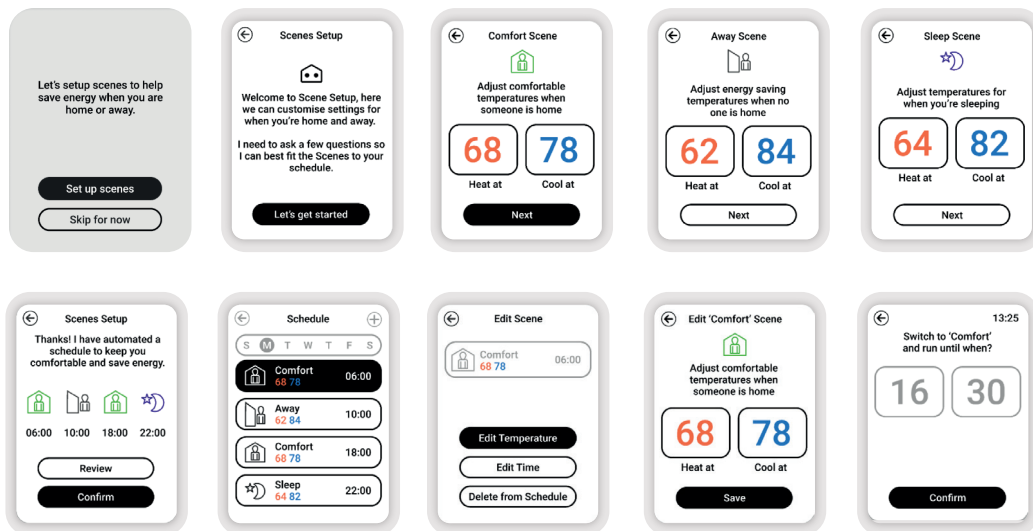 Let's setup scenes to help
save energy when you are
home or away.
Set up scenes
Skip for now
Scenes Setup
Welcome to Scene Setup, here
we can customise settings for
when you're home and away.
I need to ask a few questions so
I can best fit the Scenes to your
schedule.
Let's get started
Comfort Scene
Adjust comfortable
temperatures when
someone is home
68 78
Heat at Cool at
Next
Away Scene
Adjust energy saving
temperatures when no
one is home
62 84
Heat at Cool at
Next
Sleep Scene
Adjust temperatures for
when you're sleeping
64 82
Heat at Cool at
Next
Scenes Setup
Thanks! I have automated a
schedule to keep you
comfortable and save energy.
06:00 10:00 18:00 22:00
Review
Confirm
Schedule
S M T W T F S
Comfort
68 78
06:00
Away
62 84
10:00
Comfort
68 78
18:00
Sleep
64 82
22:00
Edit Scene
Comfort
68 78
06:00
Edit Temperature
Edit Time
Delete from Schedule
Edit 'Comfort' Scene
Adjust comfortable
temperatures when
someone is home
68 78
Heat at Cool at
Save
13:25
Switch to 'Comfort'
and run until when?
16 30
Confirm